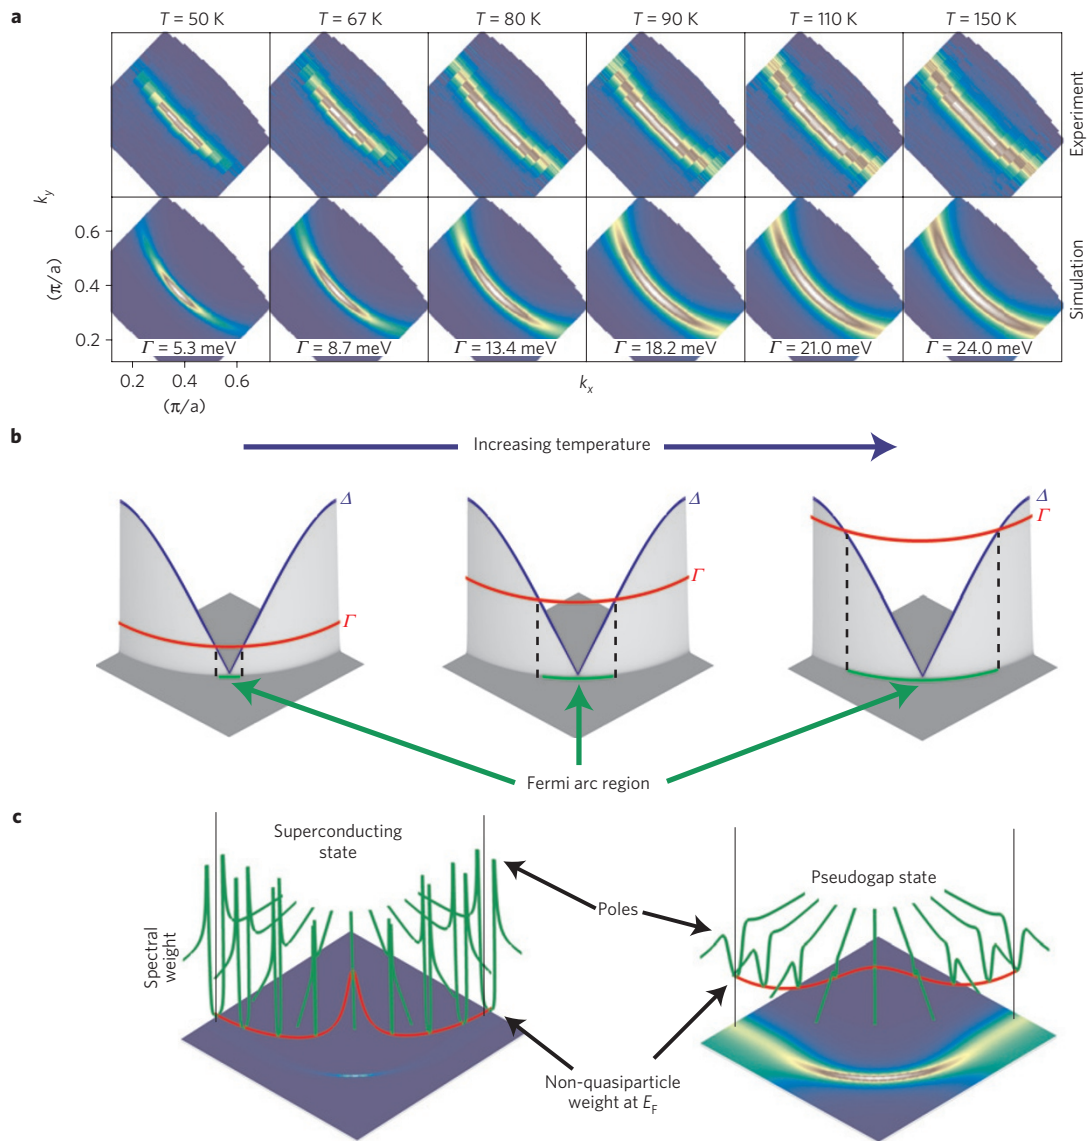 a
T = 50 K T = 67 K T = 80 K T = 90 K T = 110 K T = 150 K
Experiment
k_y
(π/a)
0.6
0.4
0.2
Simulation
Γ = 5.3 meV Γ = 8.7 meV Γ = 13.4 meV Γ = 18.2 meV Γ = 21.0 meV Γ = 24.0 meV
0.2 0.4 0.6
k_x
(π/a)
b
Increasing temperature
Δ
Γ
Γ
Δ
Γ
Fermi arc region
c
Superconducting
state
Pseudogap state
Poles
Spectral
weight
Non-quasiparticle
weight at E_F